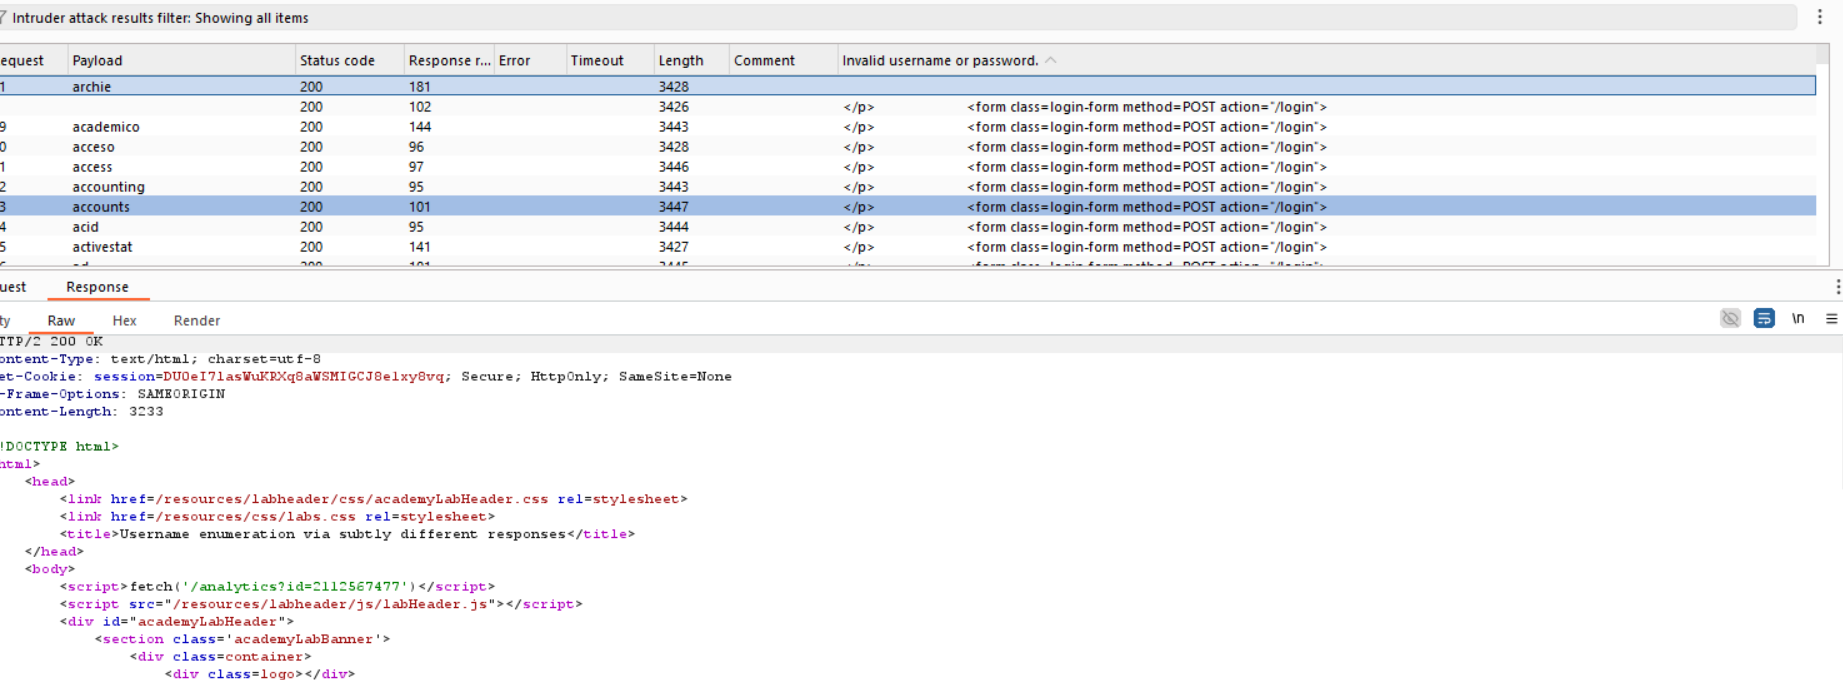 Intruder attack results filter: Showing all items
equest Payload Status code Response r... Error Timeout Length Comment Invalid username or password.
1 archie 200 181 3428
102 3426 </p> <form class=login-form method=POST action="/login">
9 academico 200 144 3443 </p> <form class=login-form method=POST action="/login">
0 acceso 200 96 3428 </p> <form class=login-form method=POST action="/login">
1 access 200 97 3446 </p> <form class=login-form method=POST action="/login">
2 accounting 200 95 3443 </p> <form class=login-form method=POST action="/login">
3 accounts 200 101 3447 </p> <form class=login-form method=POST action="/login">
4 acid 200 95 3444 </p> <form class=login-form method=POST action="/login">
5 activestat 200 141 3427 </p> <form class=login-form method=POST action="/login">
uest Response
ty Raw Hex Render \n
TTP/2 200 OK
ontent-Type: text/html; charset=utf-8
et-Cookie: session=DUOeI7lasWuKRXq8aWSMIGCJ8elxy8vq; Secure; HttpOnly; SameSite=None
-Frame-Options: SAMEORIGIN
ontent-Length: 3233
!DOCTYPE html>
html>
<head>
<link href=/resources/labheader/css/academyLabHeader.css rel=stylesheet>
<link href=/resources/css/labs.css rel=stylesheet>
<title>Username enumeration via subtly different responses</title>
</head>
<body>
<script>fetch('/analytics?id=2112567477')</script>
<script src="/resources/labheader/js/labHeader.js"></script>
<div id="academyLabHeader">
<section class='academyLabBanner'>
<div class=container>
<div class=logo></div>